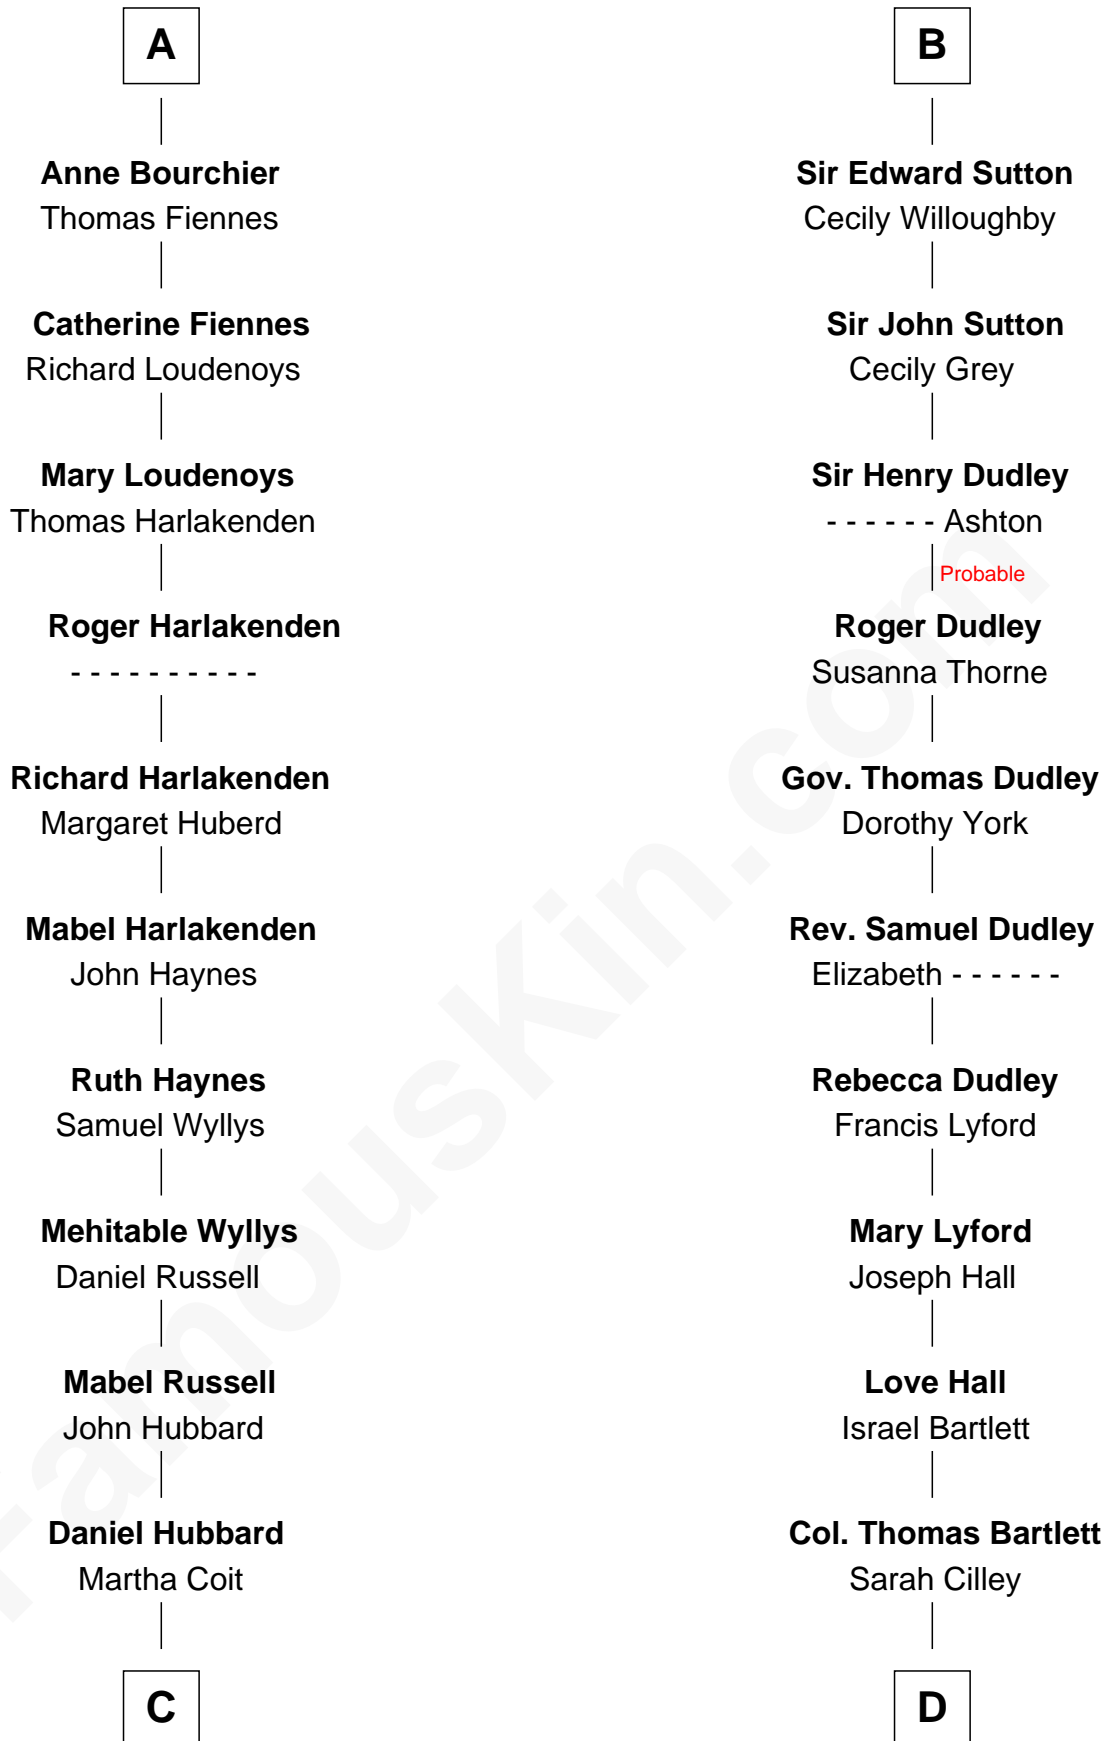 A
Anne Bourchier
Thomas Fiennes
Catherine Fiennes
Richard Loudenoys
Mary Loudenoys
Thomas Harlakenden
Roger Harlakenden
- - - - - - - - - -
Richard Harlakenden
Margaret Huberd
Mabel Harlakenden
John Haynes
Ruth Haynes
Samuel Wyllys
Mehitable Wyllys
Daniel Russell
Mabel Russell
John Hubbard
Daniel Hubbard
Martha Coit
C
B
Sir Edward Sutton
Cecily Willoughby
Sir John Sutton
Cecily Grey
Sir Henry Dudley
- - - - - - Ashton
Probable
Roger Dudley
Susanna Thorne
Gov. Thomas Dudley
Dorothy York
Rev. Samuel Dudley
Elizabeth - - - - - -
Rebecca Dudley
Francis Lyford
Mary Lyford
Joseph Hall
Love Hall
Israel Bartlett
Col. Thomas Bartlett
Sarah Cilley
D
FamousKin.com